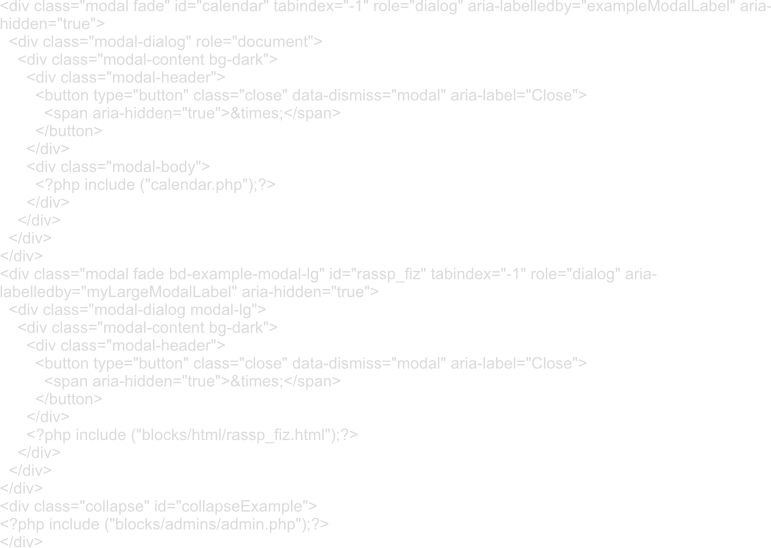 <div class="modal fade" id="calendar" tabindex="-1" role="dialog" aria-labelledby="exampleModalLabel" aria-
hidden="true">
<div class="modal-dialog" role="document">
<div class="modal-content bg-dark">
<div class="modal-header">
<button type="button" class="close" data-dismiss="modal" aria-label="Close">
<span aria-hidden="true">&times;</span>
</button>
</div>
<div class="modal-body">
<?php include ("calendar.php");?>
</div>
</div>
</div>
</div>
<div class="modal fade bd-example-modal-lg" id="rassp_fiz" tabindex="-1" role="dialog" aria-
labelledby="myLargeModalLabel" aria-hidden="true">
<div class="modal-dialog modal-lg">
<div class="modal-content bg-dark">
<div class="modal-header">
<button type="button" class="close" data-dismiss="modal" aria-label="Close">
<span aria-hidden="true">&times;</span>
</button>
</div>
<?php include ("blocks/html/rassp_fiz.html");?>
</div>
</div>
</div>
<div class="collapse" id="collapseExample">
<?php include ("blocks/admins/admin.php");?>
</div>